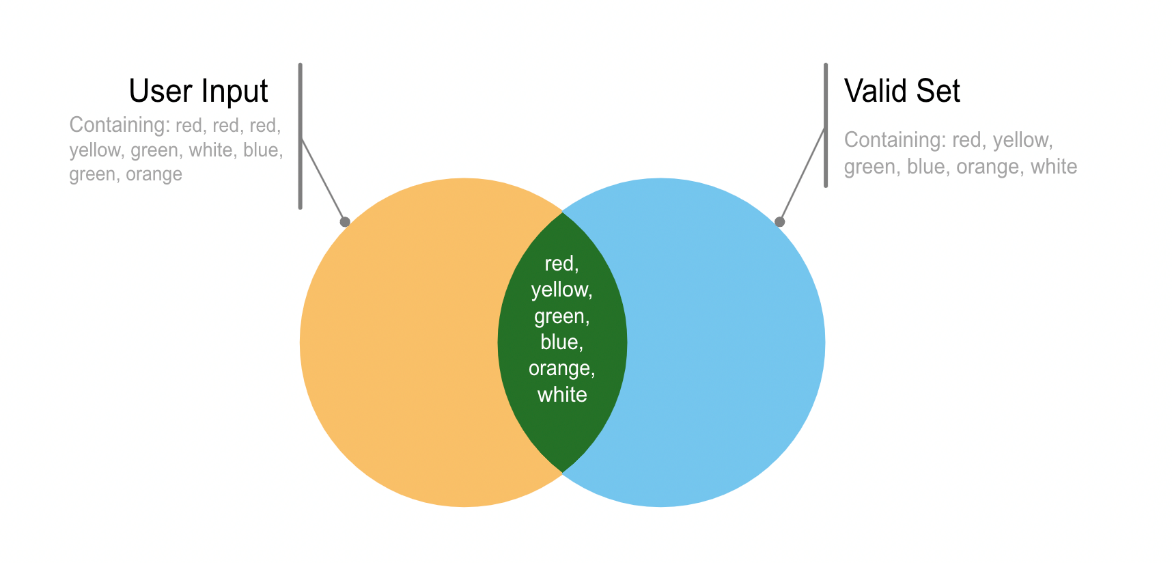 User Input
Containing: red, red, red,
yellow, green, white, blue,
green, orange
Valid Set
Containing: red, yellow,
green, blue, orange, white
red,
yellow,
green,
blue,
orange,
white